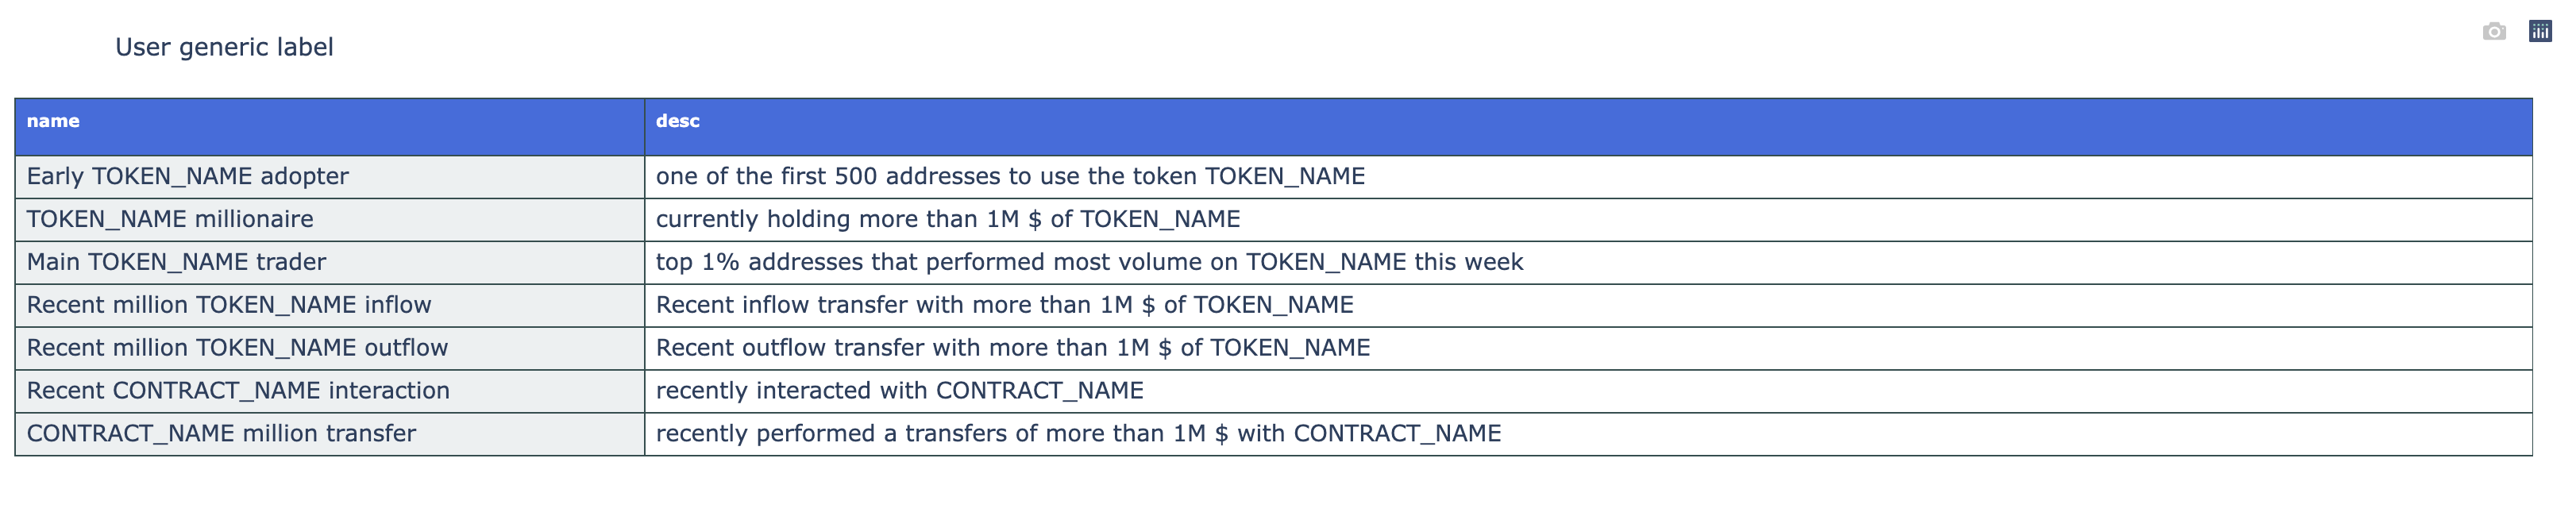 User generic label
name desc
Early TOKEN_NAME adopter one of the first 500 addresses to use the token TOKEN_NAME
TOKEN_NAME millionaire currently holding more than 1M $ of TOKEN_NAME
Main TOKEN_NAME trader top 1% addresses that performed most volume on TOKEN_NAME this week
Recent million TOKEN_NAME inflow Recent inflow transfer with more than 1M $ of TOKEN_NAME
Recent million TOKEN_NAME outflow Recent outflow transfer with more than 1M $ of TOKEN_NAME
Recent CONTRACT_NAME interaction recently interacted with CONTRACT_NAME
CONTRACT_NAME million transfer recently performed a transfers of more than 1M $ with CONTRACT_NAME